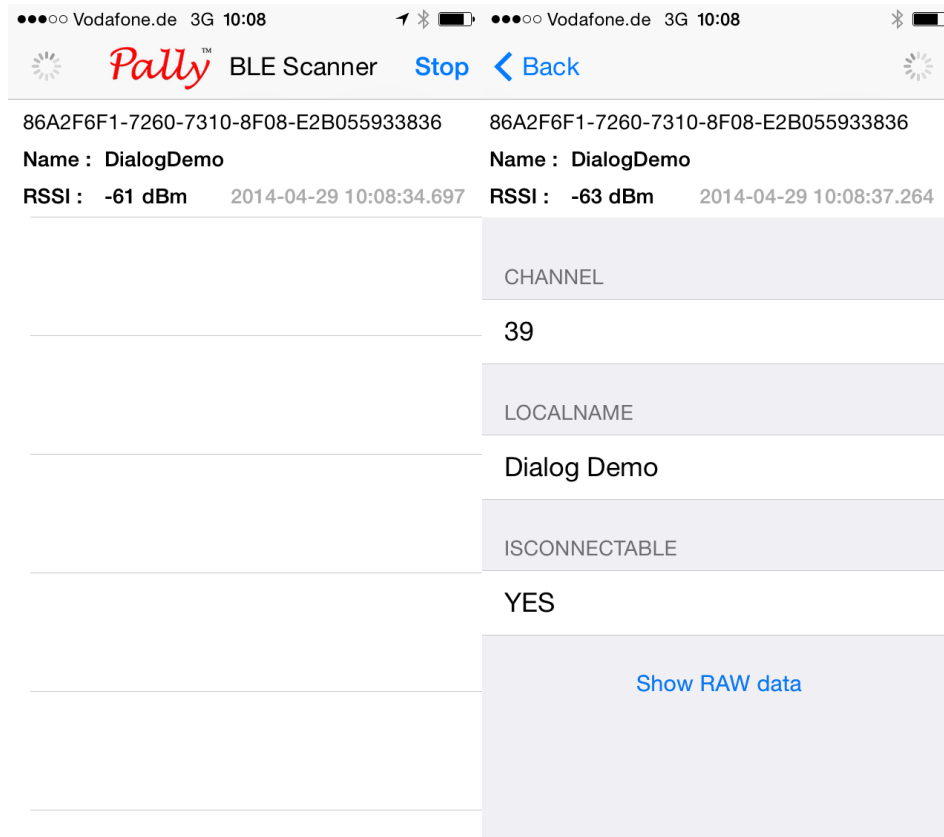 ●●●○○ Vodafone.de 3G 10:08
Pally™ BLE Scanner Stop
86A2F6F1-7260-7310-8F08-E2B055933836
Name : DialogDemo
RSSI : -61 dBm 2014-04-29 10:08:34.697
●●●○○ Vodafone.de 3G 10:08
Back
86A2F6F1-7260-7310-8F08-E2B055933836
Name : DialogDemo
RSSI : -63 dBm 2014-04-29 10:08:37.264
CHANNEL
39
LOCALNAME
Dialog Demo
ISCONNECTABLE
YES
Show RAW data